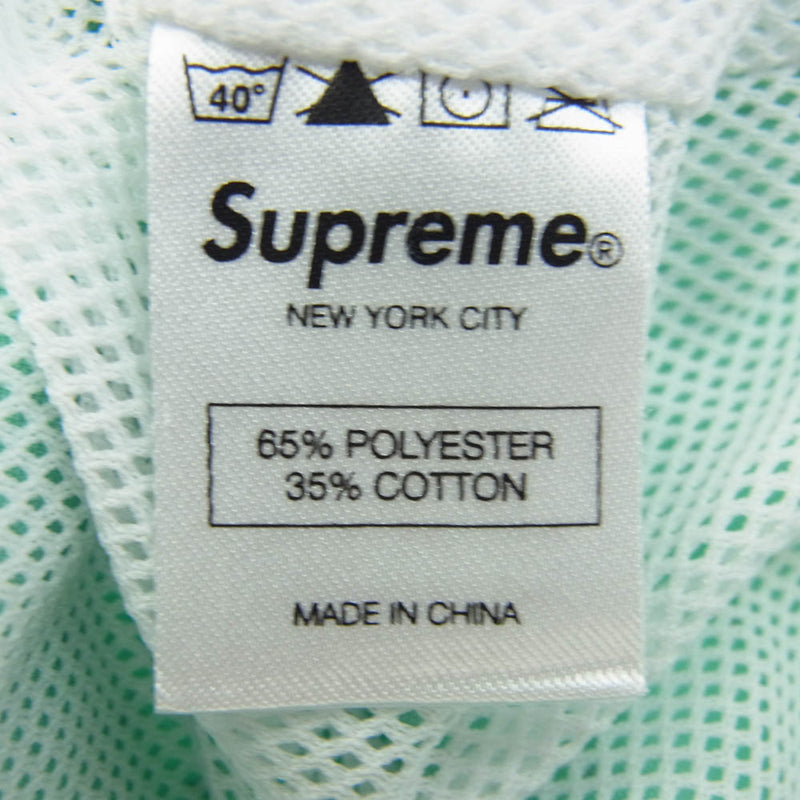 40°
Supreme®
NEW YORK CITY
65% POLYESTER
35% COTTON
MADE IN CHINA